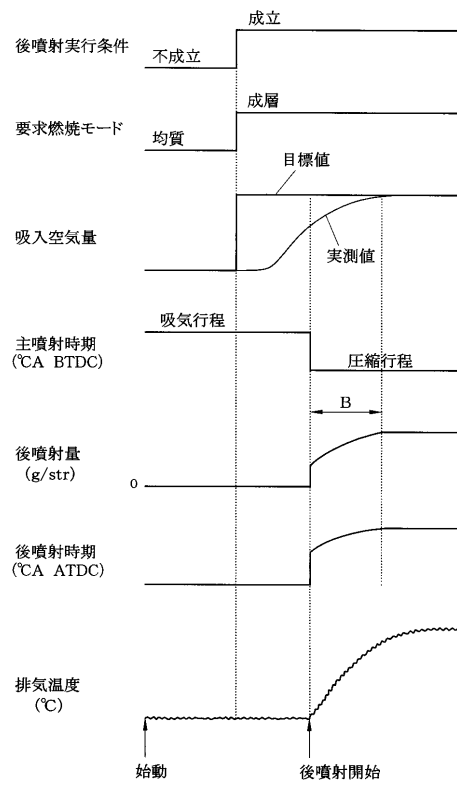 後噴射実行条件
成立
不成立
要求燃焼モード
成層
均質
目標値
吸入空気量
実測値
吸気行程
主噴射時期
(℃A BTDC)
圧縮行程
B
後噴射量
(g/str)
0
後噴射時期
(℃A ATDC)
排気温度
(℃)
始動
後噴射開始